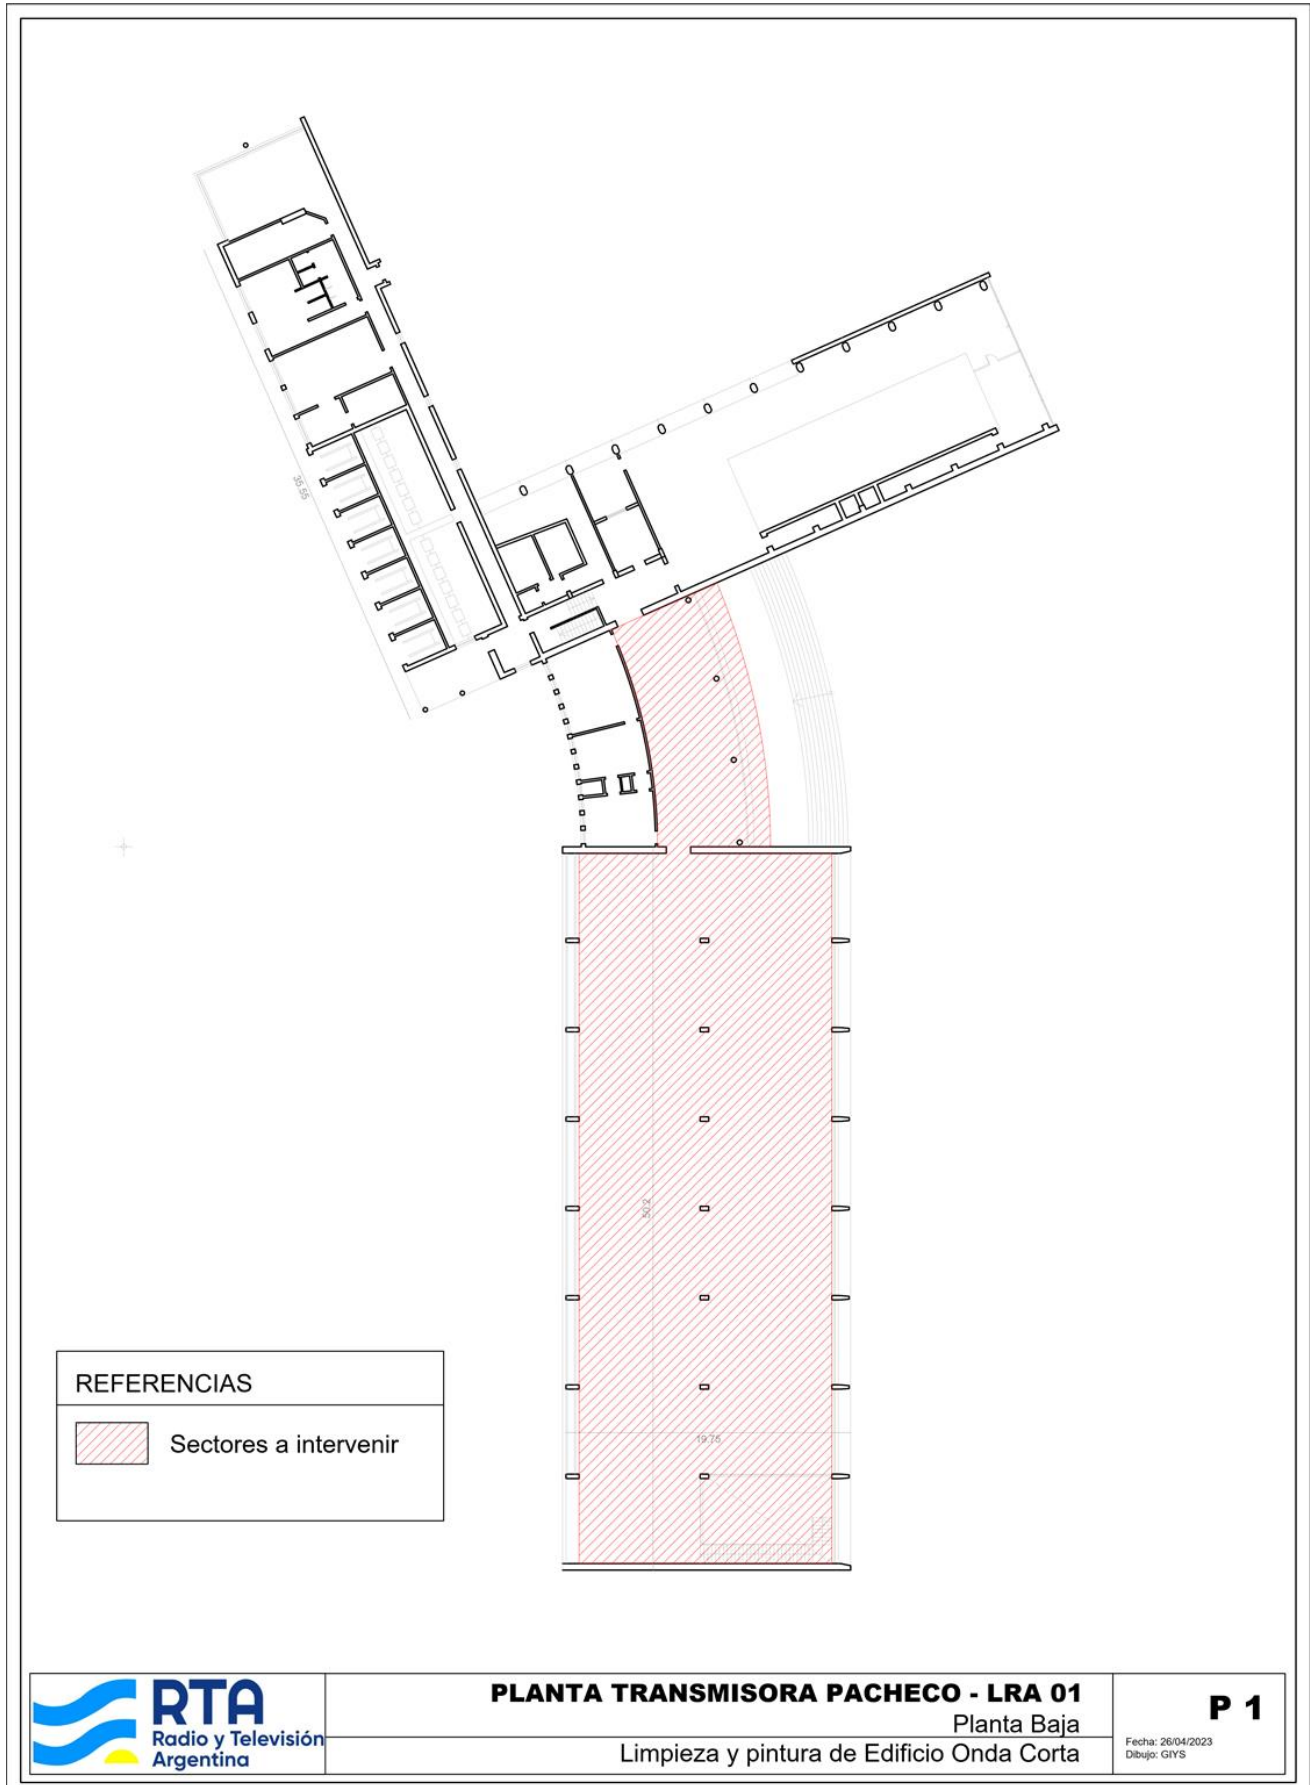 35.55
50.2
19.75
REFERENCIAS
Sectores a intervenir
RTA
Radio y Televisión
Argentina
PLANTA TRANSMISORA PACHECO - LRA 01
Planta Baja
Limpieza y pintura de Edificio Onda Corta
P 1
Fecha: 26/04/2023
Dibujo: GIYS